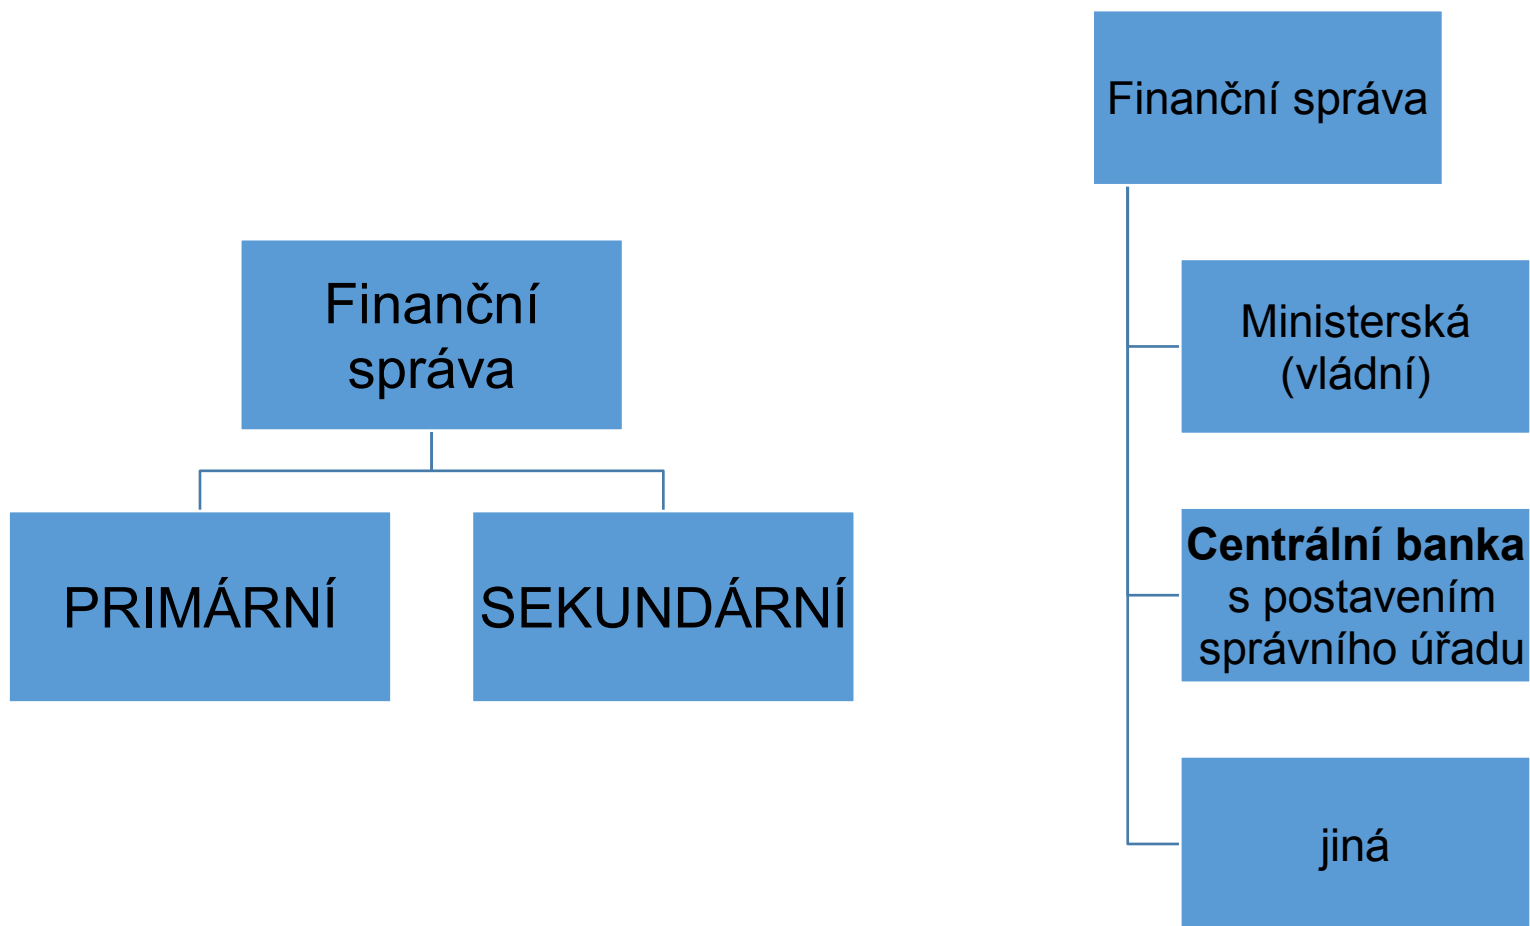 Finanční
správa
PRIMÁRNÍ
SEKUNDÁRNÍ
Finanční správa
Ministerská
(vládní)
Centrální banka
s postavením
správního úřadu
jiná